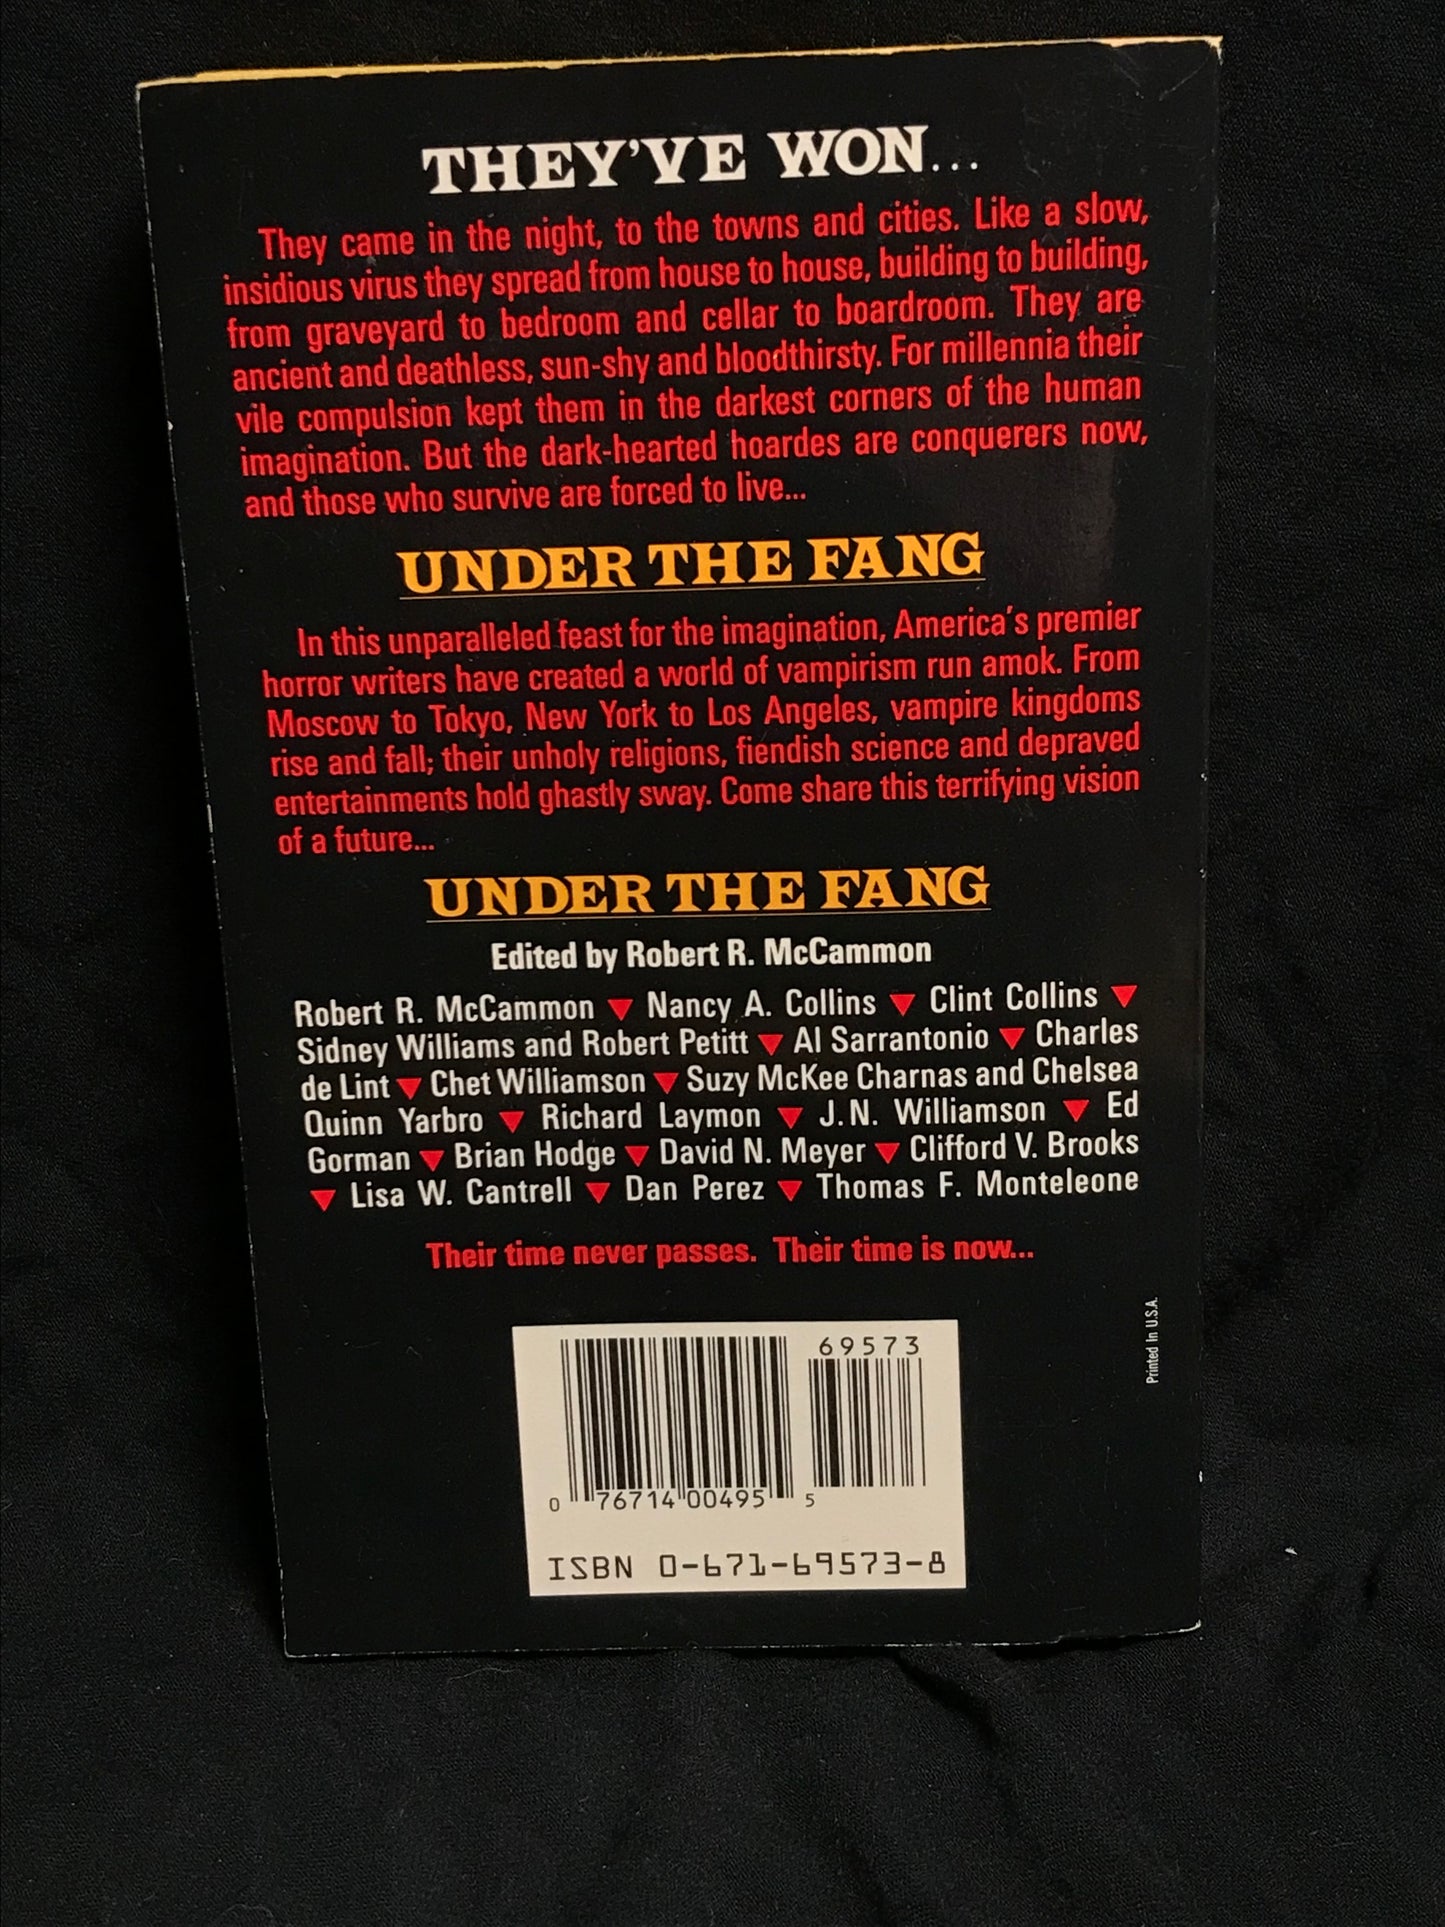 THEY'VE WON...
They came in the night, to the towns and cities. Like a slow,
insidious virus they spread from house to house, building to building,
from graveyard to bedroom and cellar to boardroom. They are
ancient and deathless, sun-shy and bloodthirsty. For millennia their
vile compulsion kept them in the darkest corners of the human
imagination. But the dark-hearted hoardes are conquerers now,
and those who survive are forced to live...
UNDER THE FANG
In this unparalleled feast for the imagination, America's premier
horror writers have created a world of vampirism run amok. From
Moscow to Tokyo, New York to Los Angeles, vampire kingdoms
rise and fall; their unholy religions, fiendish science and depraved
entertainments hold ghastly sway. Come share this terrifying vision
of a future...
UNDER THE FANG
Edited by Robert R. McCammon
Robert R. McCammon ▼ Nancy A. Collins ▼ Clint Collins ▼
Sidney Williams and Robert Petitt ▼ Al Sarrantonio ▼ Charles
de Lint ▼ Chet Williamson ▼ Suzy McKee Charnas and Chelsea
Quinn Yarbro ▼ Richard Laymon ▼ J.N. Williamson ▼ Ed
Gorman ▼ Brian Hodge ▼ David N. Meyer ▼ Clifford V. Brooks
▼ Lisa W. Cantrell ▼ Dan Perez ▼ Thomas F. Monteleone
Their time never passes. Their time is now...
Printed In U.S.A.
69573
0 76714 00495 5
ISBN 0-671-69573-8